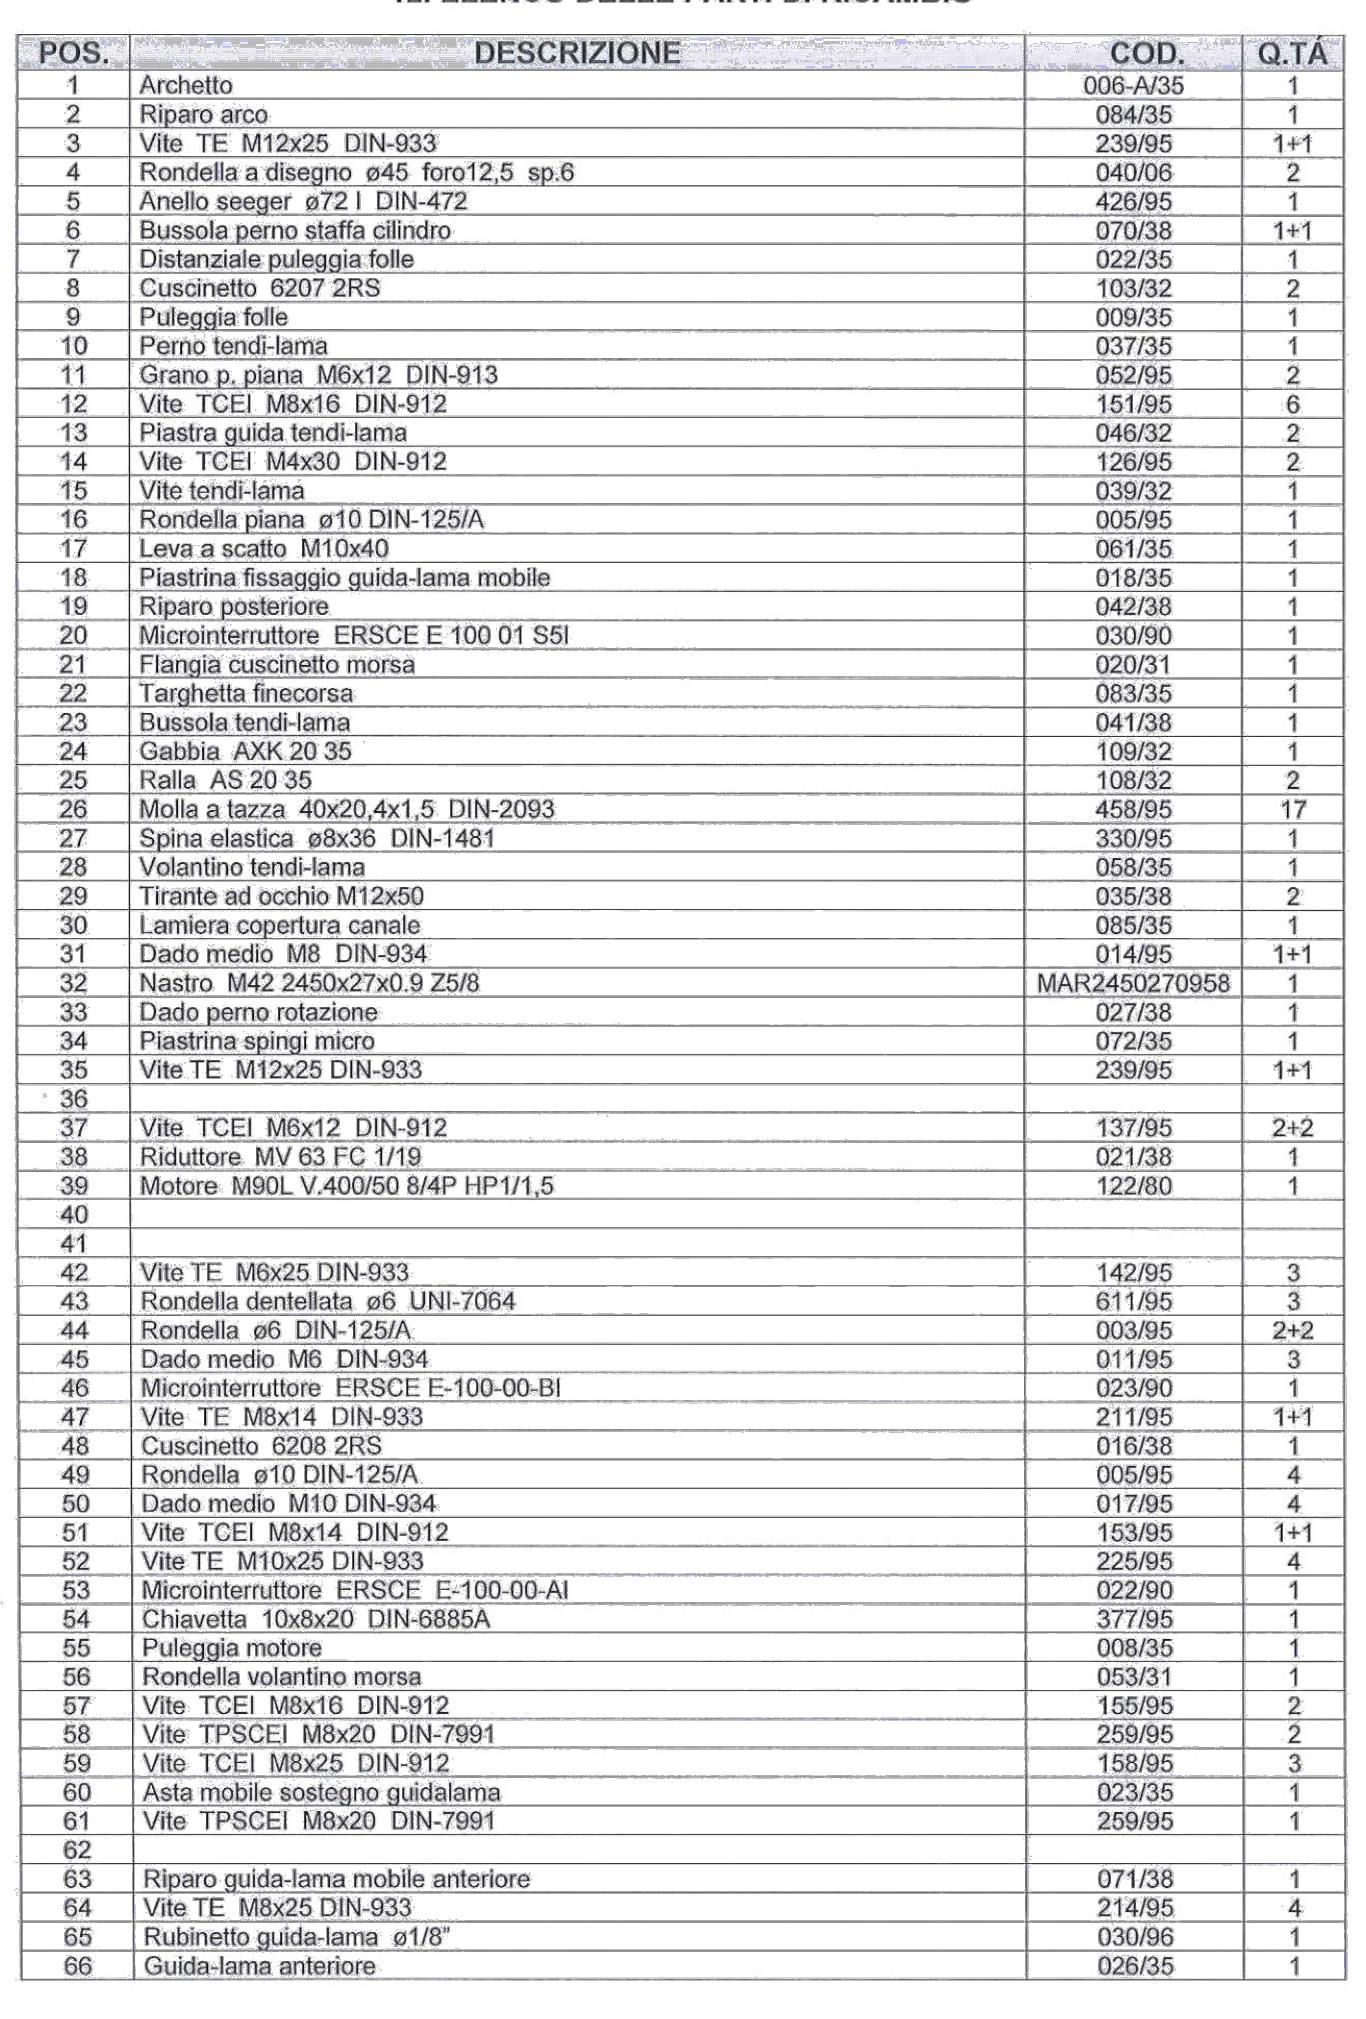 POS. DESCRIZIONE COD. Q.TÁ
1 Archetto 006-A/35 1
2 Riparo arco 084/35 1
3 Vite TE M12x25 DIN-933 239/95 1+1
4 Rondella a disegno ø45 foro12,5 sp.6 040/06 2
5 Anello seeger ø72 I DIN-472 426/95 1
6 Bussola perno staffa cilindro 070/38 1+1
7 Distanziale puleggia folle 022/35 1
8 Cuscinetto 6207 2RS 103/32 2
9 Puleggia folle 009/35 1
10 Perno tendi-lama 037/35 1
11 Grano p. piana M6x12 DIN-913 052/95 2
12 Vite TCEI M8x16 DIN-912 151/95 6
13 Piastra guida tendi-lama 046/32 2
14 Vite TCEI M4x30 DIN-912 126/95 2
15 Vite tendi-lama 039/32 1
16 Rondella piana ø10 DIN-125/A 005/95 1
17 Leva a scatto M10x40 061/35 1
18 Piastrina fissaggio guida-lama mobile 018/35 1
19 Riparo posteriore 042/38 1
20 Microinterruttore ERSCE E 100 01 S5I 030/90 1
21 Flangia cuscinetto morsa 020/31 1
22 Targhetta finecorsa 083/35 1
23 Bussola tendi-lama 041/38 1
24 Gabbia AXK 20 35 109/32 1
25 Ralla AS 20 35 108/32 2
26 Molla a tazza 40x20,4x1,5 DIN-2093 458/95 17
27 Spina elastica ø8x36 DIN-1481 330/95 1
28 Volantino tendi-lama 058/35 1
29 Tirante ad occhio M12x50 035/38 2
30 Lamiera copertura canale 085/35 1
31 Dado medio M8 DIN-934 014/95 1+1
32 Nastro M42 2450x27x0.9 Z5/8 MAR2450270958 1
33 Dado perno rotazione 027/38 1
34 Piastrina spingi micro 072/35 1
35 Vite TE M12x25 DIN-933 239/95 1+1
36
37 Vite TCEI M6x12 DIN-912 137/95 2+2
38 Riduttore MV 63 FC 1/19 021/38 1
39 Motore M90L V.400/50 8/4P HP1/1,5 122/80 1
40
41
42 Vite TE M6x25 DIN-933 142/95 3
43 Rondella dentellata ø6 UNI-7064 611/95 3
44 Rondella ø6 DIN-125/A 003/95 2+2
45 Dado medio M6 DIN-934 011/95 3
46 Microinterruttore ERSCE E-100-00-BI 023/90 1
47 Vite TE M8x14 DIN-933 211/95 1+1
48 Cuscinetto 6208 2RS 016/38 1
49 Rondella ø10 DIN-125/A 005/95 4
50 Dado medio M10 DIN-934 017/95 4
51 Vite TCEI M8x14 DIN-912 153/95 1+1
52 Vite TE M10x25 DIN-933 225/95 4
53 Microinterruttore ERSCE E-100-00-AI 022/90 1
54 Chiavetta 10x8x20 DIN-6885A 377/95 1
55 Puleggia motore 008/35 1
56 Rondella volantino morsa 053/31 1
57 Vite TCEI M8x16 DIN-912 155/95 2
58 Vite TPSCEI M8x20 DIN-7991 259/95 2
59 Vite TCEI M8x25 DIN-912 158/95 3
60 Asta mobile sostegno guidalama 023/35 1
61 Vite TPSCEI M8x20 DIN-7991 259/95 1
62
63 Riparo guida-lama mobile anteriore 071/38 1
64 Vite TE M8x25 DIN-933 214/95 4
65 Rubinetto guida-lama ø1/8" 030/96 1
66 Guida-lama anteriore 026/35 1